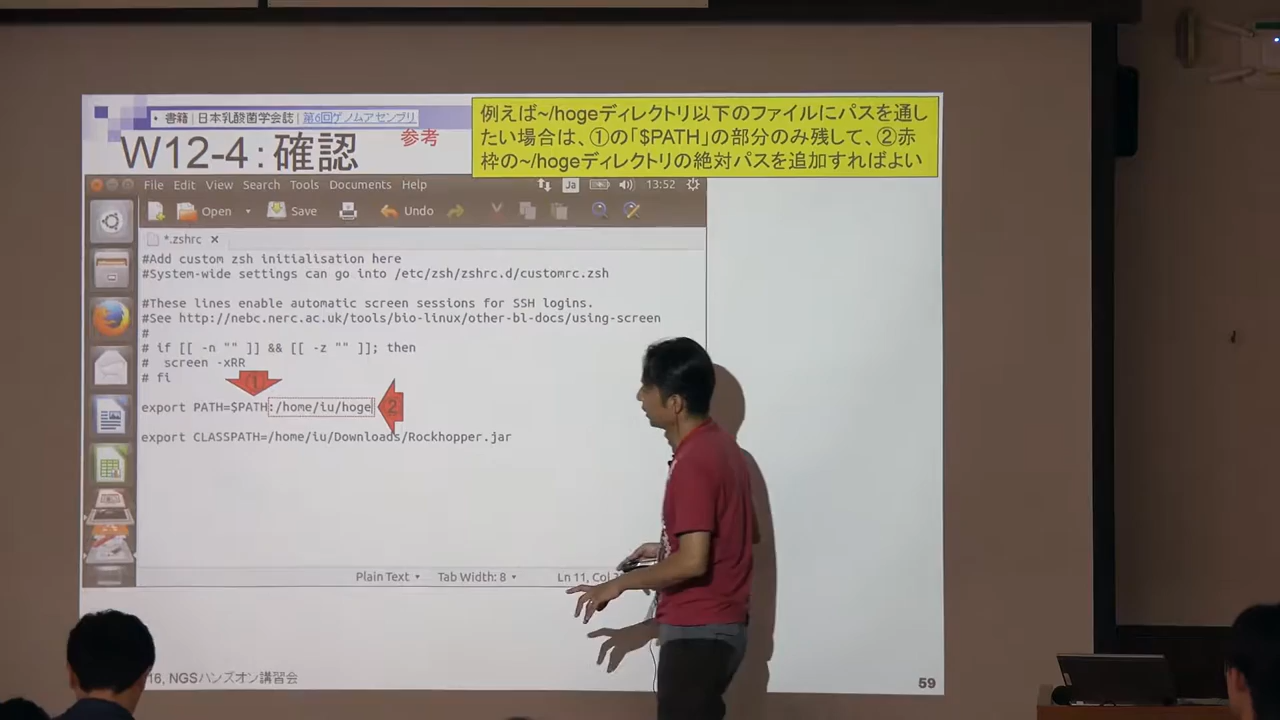 ・書籍 | 日本乳酸菌学会誌 | 第6回ゲノムアセンブリ
W12-4：確認
参考
例えば~/hogeディレクトリ以下のファイルにパスを通し
たい場合は、①の「$PATH」の部分のみ残して、②赤
枠の~/hogeディレクトリの絶対パスを追加すればよい
File Edit View Search Tools Documents Help
Ja
13:52
Open
Save
Undo
*.zshrc
#Add custom zsh initialisation here
#System-wide settings can go into /etc/zsh/zshrc.d/customrc.zsh
#These lines enable automatic screen sessions for SSH logins.
#See http://nebc.nerc.ac.uk/tools/bio-linux/other-bl-docs/using-screen
#
# if [[ -n "" ]] && [[ -z "" ]]; then
#  screen -xRR
# fi
①
export PATH=$PATH:/home/iu/hoge
②
export CLASSPATH=/home/iu/Downloads/Rockhopper.jar
Plain Text
Tab Width: 8
Ln 11, Col
16, NGSハンズオン講習会
59